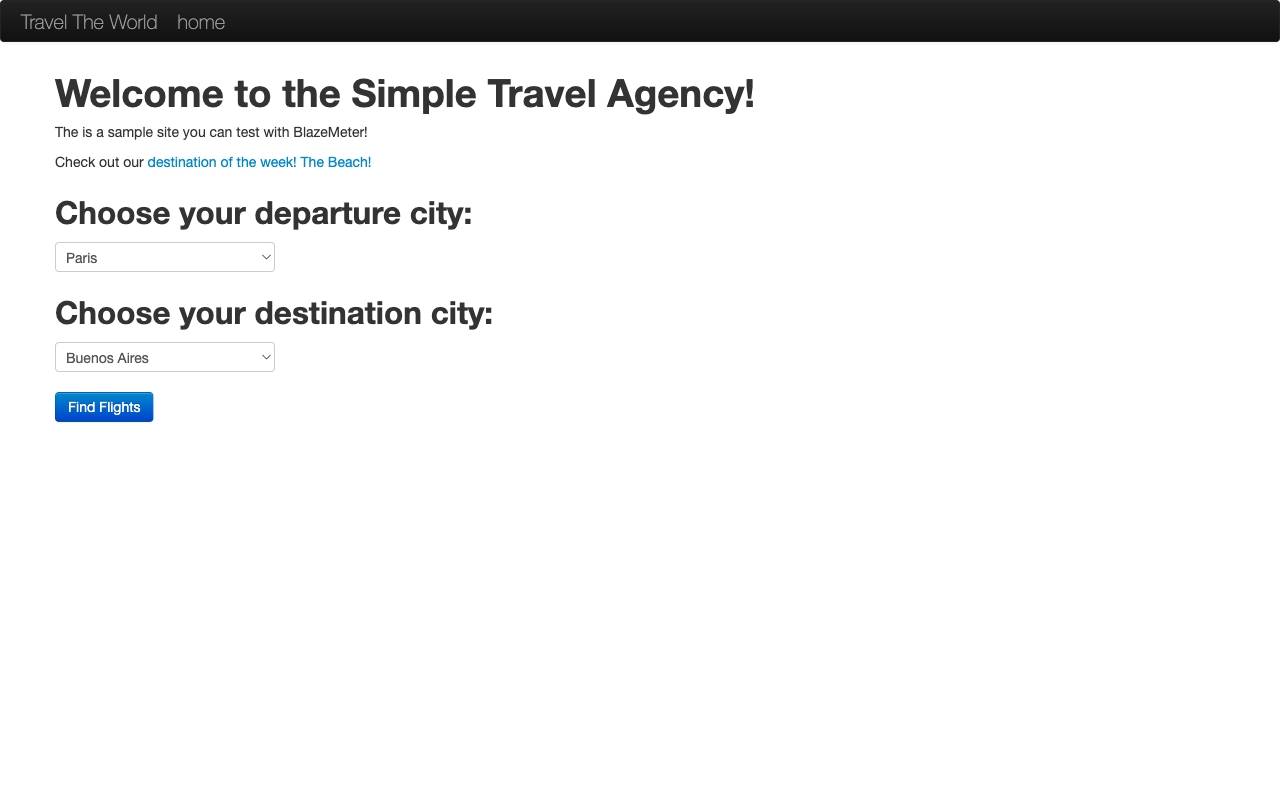 Travel The World home
Welcome to the Simple Travel Agency!
The is a sample site you can test with BlazeMeter!
Check out our destination of the week! The Beach!
Choose your departure city:
Paris
Choose your destination city:
Buenos Aires
Find Flights